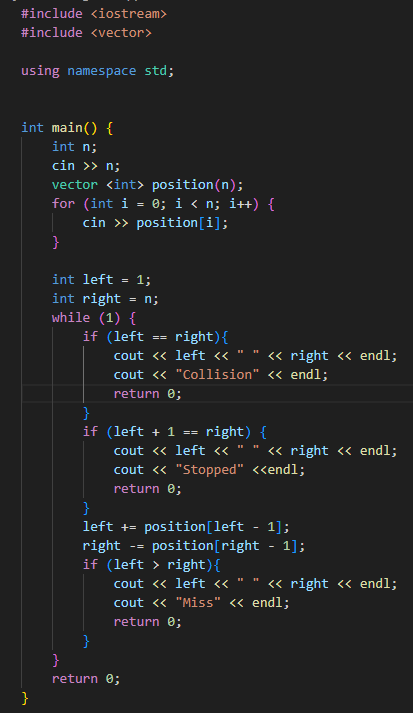 #include <iostream>
#include <vector>

using namespace std;


int main() {
    int n;
    cin >> n;
    vector <int> position(n);
    for (int i = 0; i < n; i++) {
        cin >> position[i];
    }

    int left = 1;
    int right = n;
    while (1) {
        if (left == right){
            cout << left << " " << right << endl;
            cout << "Collision" << endl;
            return 0;
        }
        if (left + 1 == right) {
            cout << left << " " << right << endl;
            cout << "Stopped" <<endl;
            return 0;
        }
        left += position[left - 1];
        right -= position[right - 1];
        if (left > right){
            cout << left << " " << right << endl;
            cout << "Miss" << endl;
            return 0;
        }
    }
    return 0;
}